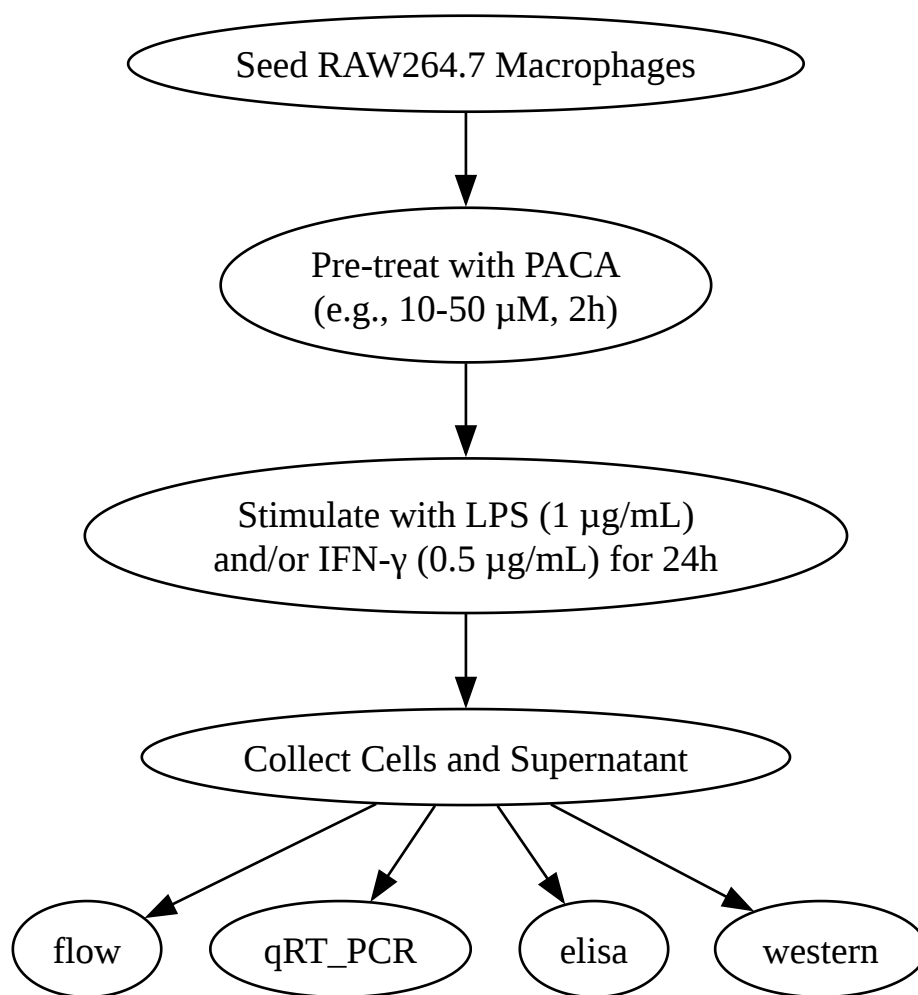 Seed RAW264.7 Macrophages
Pre-treat with PACA
(e.g., 10-50 µM, 2h)
Stimulate with LPS (1 µg/mL)
and/or IFN-γ (0.5 µg/mL) for 24h
Collect Cells and Supernatant
flow
qRT_PCR
elisa
western